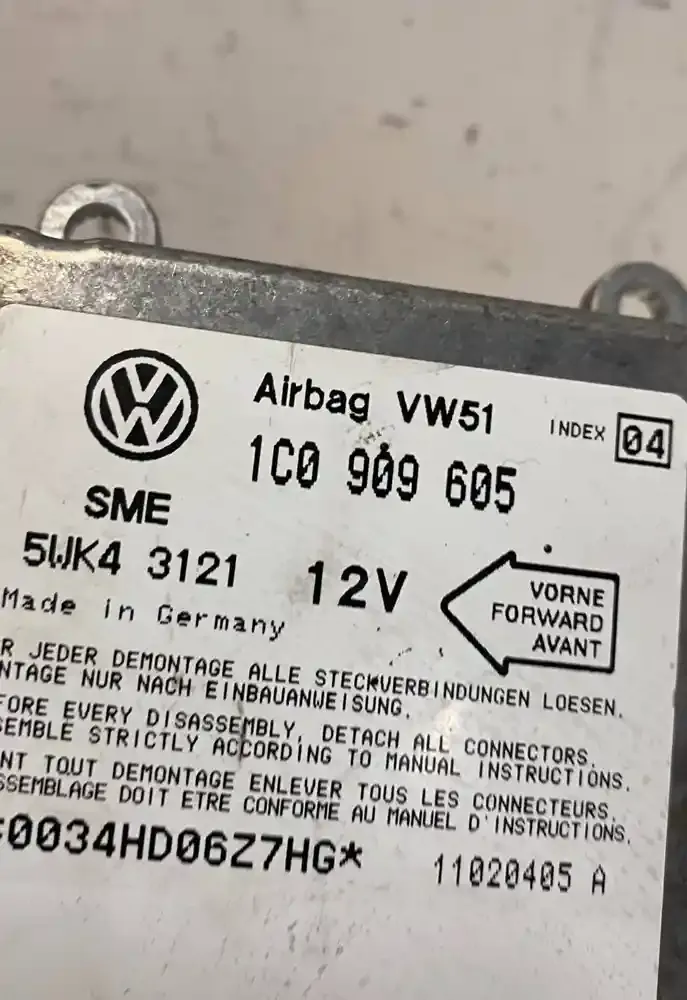 Airbag VW51 INDEX 04
1C0 909 605
SME
5WK4 3121 12V
VORNE
FORWARD
AVANT
Made in Germany
R JEDER DEMONTAGE ALLE STECKVERBINDUNGEN LOESEN.
NTAGE NUR NACH EINBAUANWEISUNG.
FORE EVERY DISASSEMBLY, DETACH ALL CONNECTORS.
SEMBLE STRICTLY ACCORDING TO MANUAL INSTRUCTIONS.
NT TOUT DEMONTAGE ENLEVER TOUS LES CONNECTEURS.
SSEMBLAGE DOIT ETRE CONFORME AU MANUEL D'INSTRUCTIONS.
0034HD06Z7HG* 11020405 A